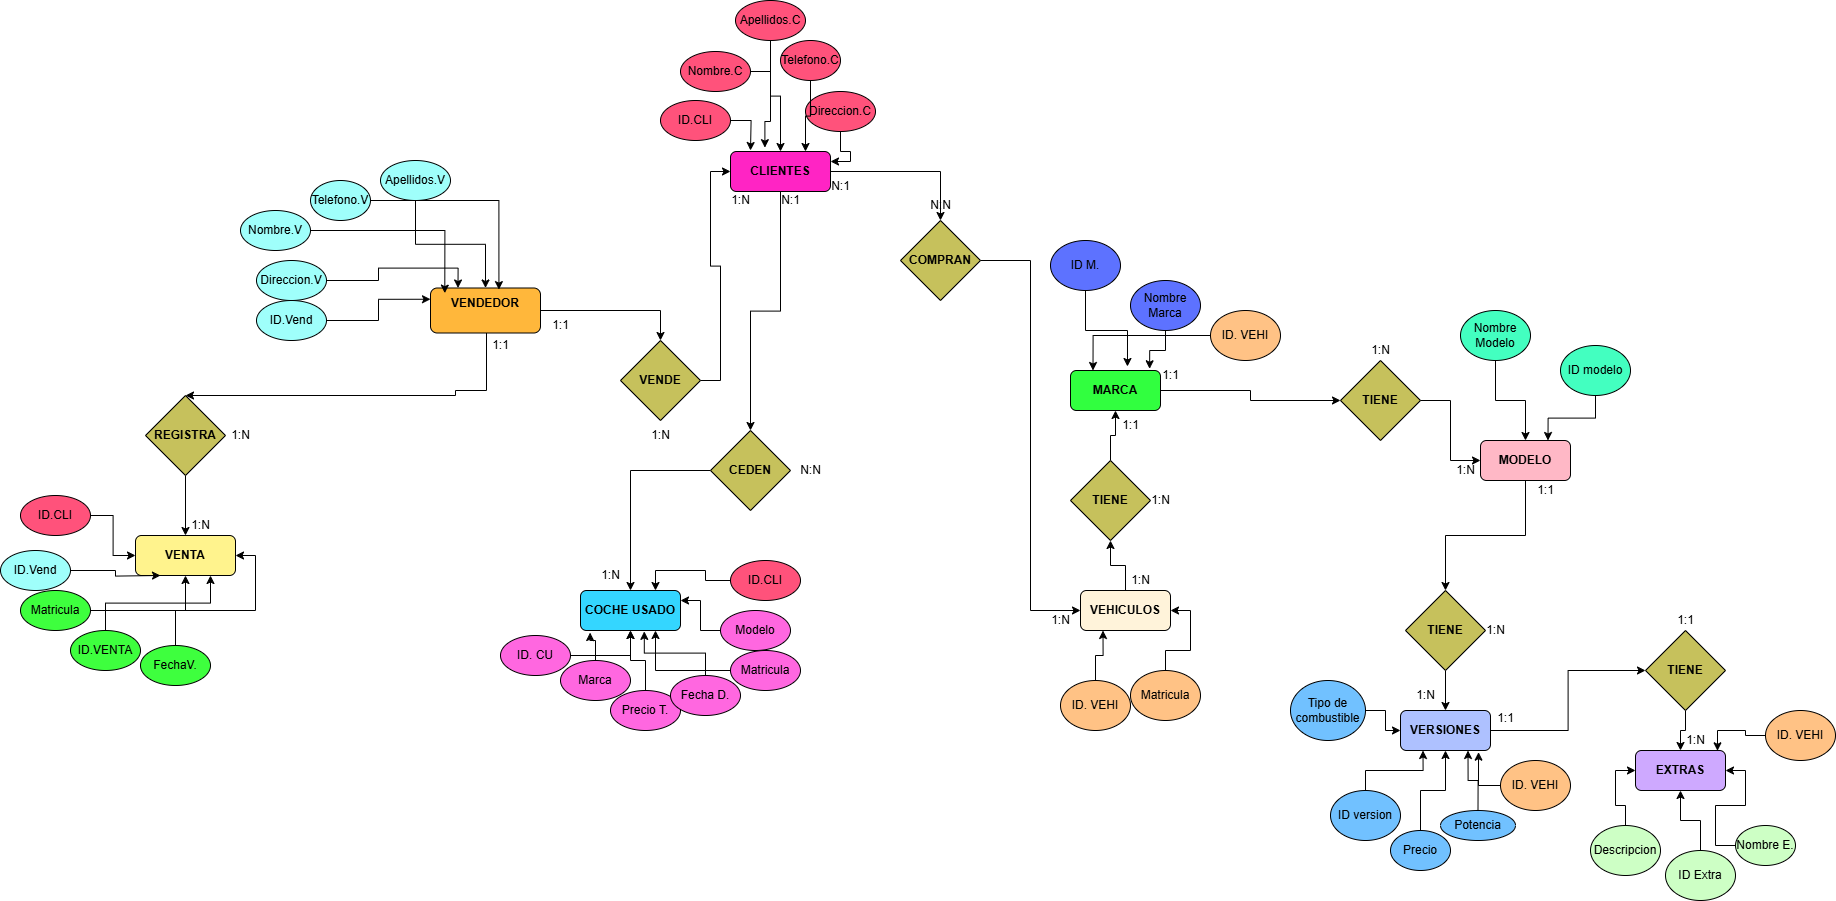 Apellidos.C
Telefono.C
Nombre.C
Direccion.C
ID.CLI
CLIENTES
1:N
N:1
N:1
Apellidos.V
Telefono.V
Nombre.V
Direccion.V
ID.Vend
VENDEDOR
1:1
1:1
VENDE
1:N
REGISTRA
1:N
1:N
ID.CLI
VENTA
ID.Vend
Matricula
ID.VENTA
FechaV.
CEDEN
N:N
1:N
COCHE USADO
ID.CLI
Modelo
Matricula
ID. CU
Marca
Precio T.
Fecha D.
N:N
COMPRAN
ID M.
Nombre
Marca
ID. VEHI
1:1
MARCA
1:1
TIENE
1:N
1:N
VEHICULOS
1:N
ID. VEHI
Matricula
1:N
TIENE
Nombre
Modelo
ID modelo
MODELO
1:N
1:1
TIENE
1:N
1:N
Tipo de
combustible
VERSIONES
1:1
ID version
Precio
Potencia
ID. VEHI
1:1
TIENE
1:N
ID. VEHI
EXTRAS
Descripcion
ID Extra
Nombre E.